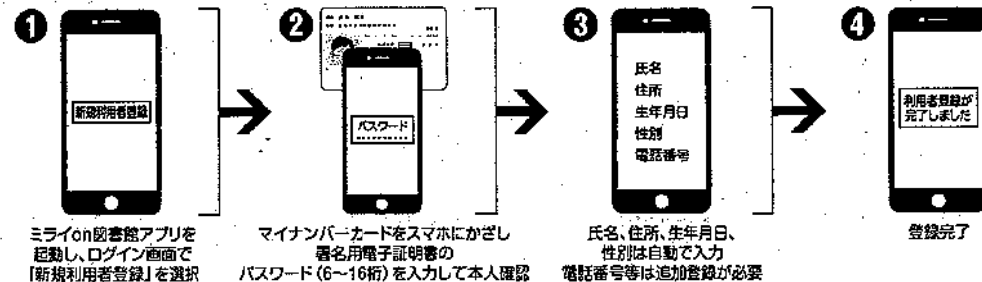 1
新規利用者登録
ミライon図書館アプリを
起動し、ログイン画面で
「新規利用者登録」を選択
2
パスワード
マイナンバーカードをスマホにかざし
署名用電子証明書の
パスワード（6〜16桁）を入力して本人確認
3
氏名
住所
生年月日
性別
電話番号
氏名、住所、生年月日、
性別は自動で入力
電話番号等は追加登録が必要
4
利用者登録が
完了しました
登録完了